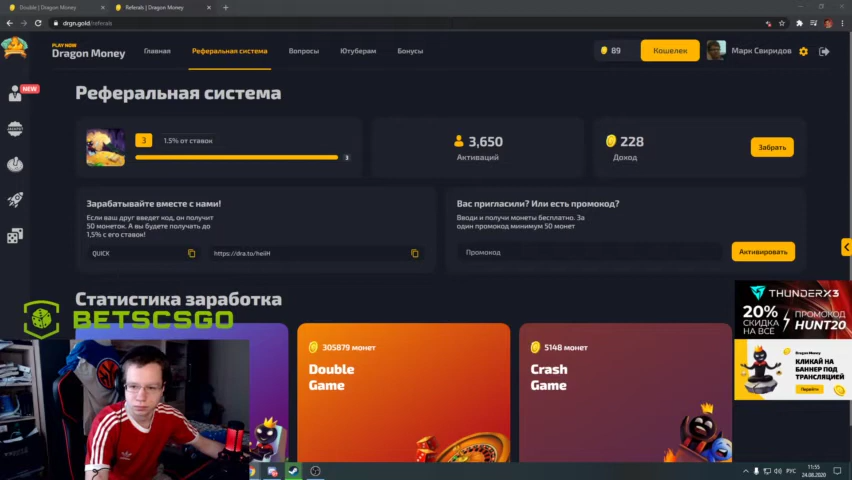 Double | Dragon Money
Referals | Dragon Money
drgn.gold/referals
PLAY NOW
Dragon Money
Главная
Реферальная система
Вопросы
Ютуберам
Бонусы
89
Кошелек
Марк Свиридов
NEW
JACKPOT
Реферальная система
3
1.5% от ставок
3
3,650
Активаций
228
Доход
Забрать
Зарабатывайте вместе с нами!
Если ваш друг введет код, он получит
50 монеток. А вы будете получать до
1,5% с его ставок!
QUICK
https://dra.to/heiiH
Вас пригласили? Или есть промокод?
Вводи и получи монеты бесплатно. За
один промокод минимум 50 монет
Промокод
Активировать
Статистика заработка
BETSCSGO
305879 монет
Double
Game
5148 монет
Crash
Game
THUNDERX3
20%
СКИДКА
НА ВСЕ
ПРОМОКОД
HUNT20
Dragon Money
КЛИКАЙ НА
БАННЕР ПОД
ТРАНСЛЯЦИЕЙ
Перейти
РУС
11:55
24.08.2020